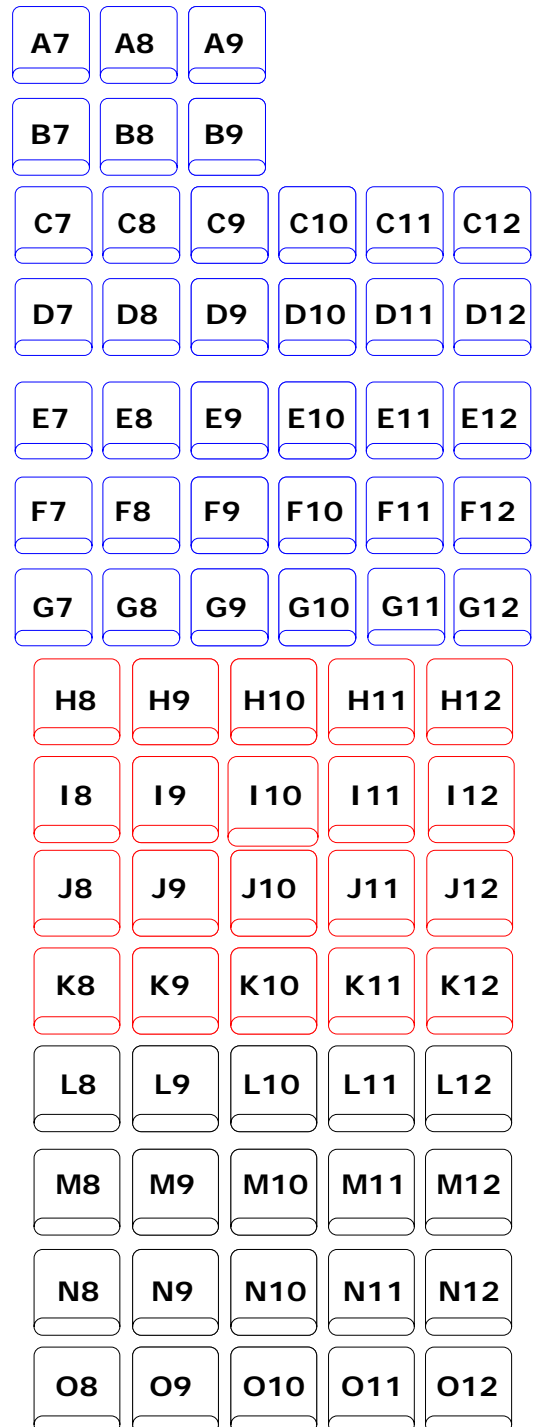 A7 A8 A9
B7 B8 B9
C7 C8 C9 C10 C11 C12
D7 D8 D9 D10 D11 D12
E7 E8 E9 E10 E11 E12
F7 F8 F9 F10 F11 F12
G7 G8 G9 G10 G11 G12
H8 H9 H10 H11 H12
I8 I9 I10 I11 I12
J8 J9 J10 J11 J12
K8 K9 K10 K11 K12
L8 L9 L10 L11 L12
M8 M9 M10 M11 M12
N8 N9 N10 N11 N12
O8 O9 O10 O11 O12